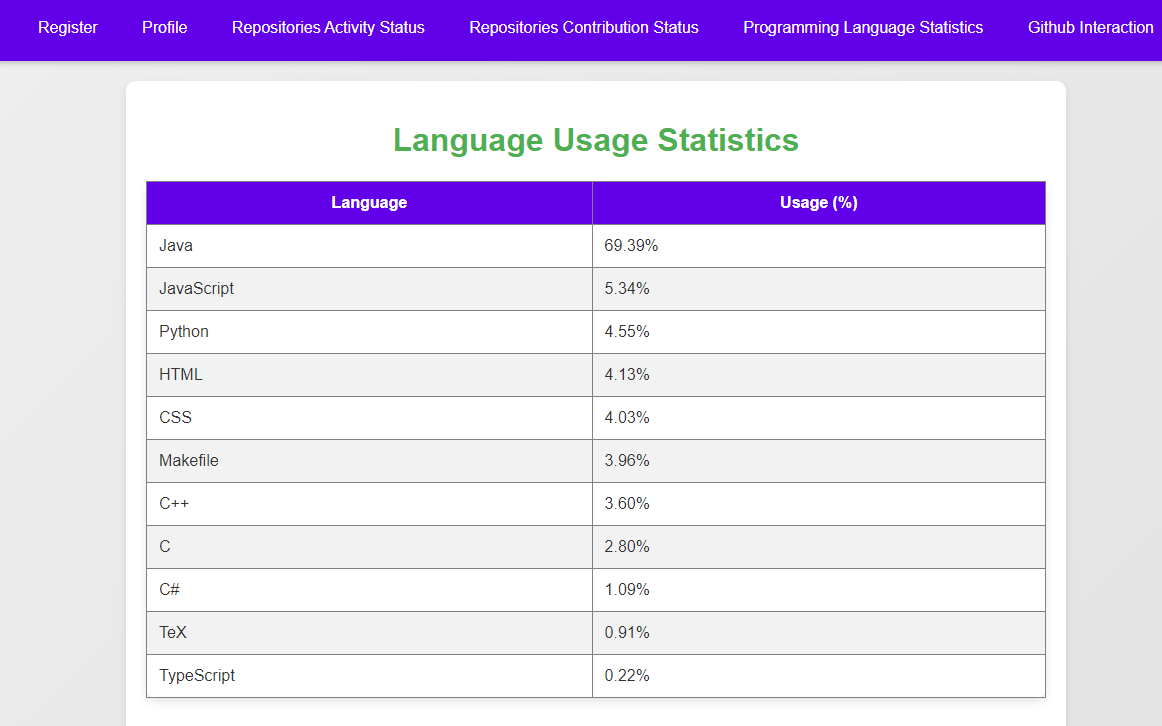 Register Profile Repositories Activity Status Repositories Contribution Status Programming Language Statistics Github Interaction
Language Usage Statistics
Language Usage (%)
Java 69.39%
JavaScript 5.34%
Python 4.55%
HTML 4.13%
CSS 4.03%
Makefile 3.96%
C++ 3.60%
C 2.80%
C# 1.09%
TeX 0.91%
TypeScript 0.22%